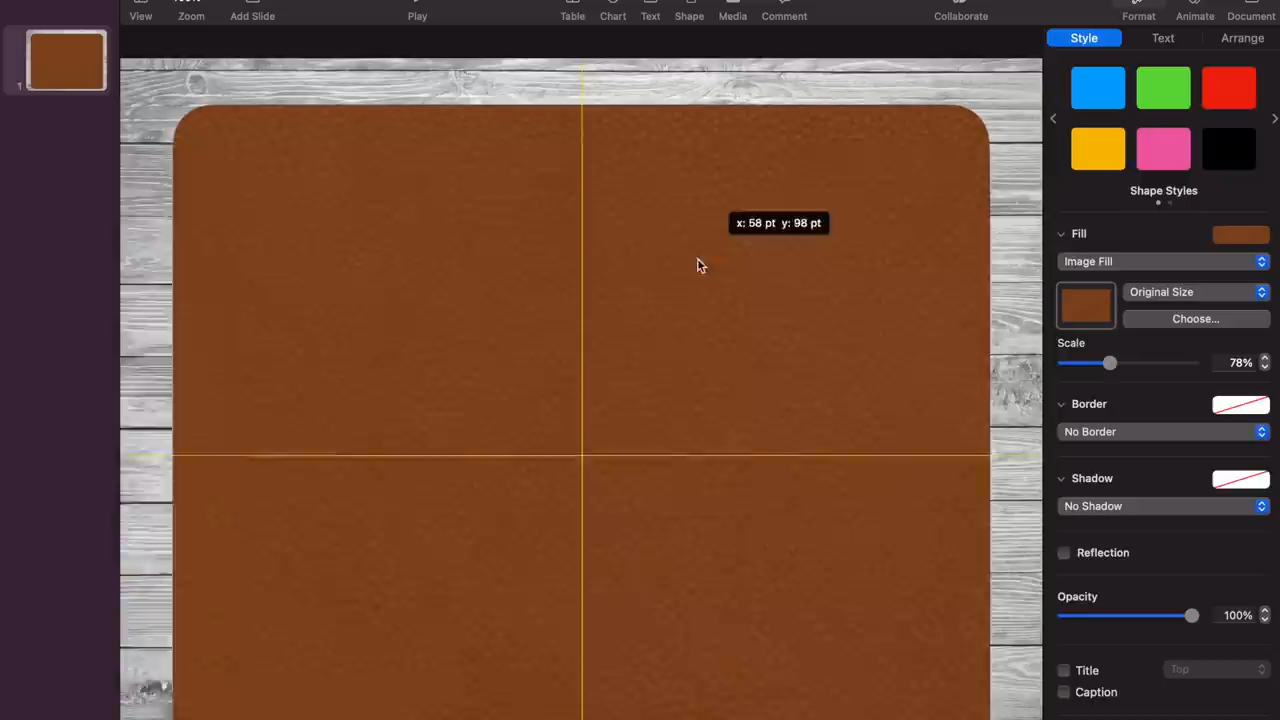 View Zoom Add Slide Play Table Chart Text Shape Media Comment Collaborate Format Animate Document
Style Text Arrange
1
Shape Styles
x: 58 pt y: 98 pt
Fill
Image Fill
Original Size
Choose...
Scale
78%
Border
No Border
Shadow
No Shadow
Reflection
Opacity
100%
Title Top
Caption